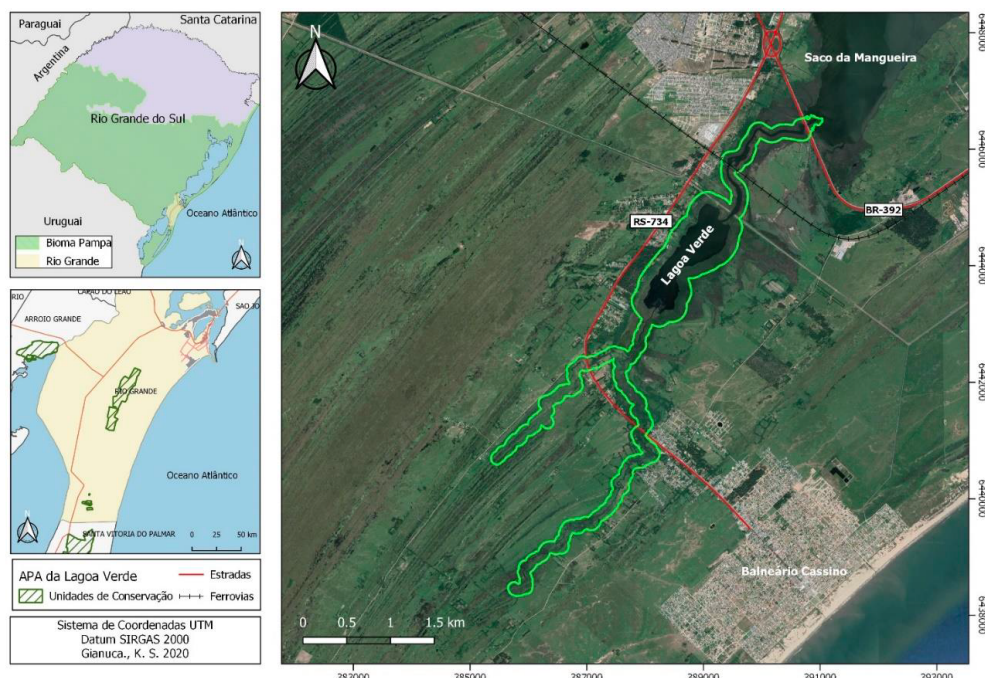 Paraguai
Santa Catarina
Argentina
Rio Grande do Sul
Oceano Atlântico
Uruguai
Bioma Pampa
Rio Grande
RIO
CAPÃO DO LEÃO
SÃO JO
ARROIO GRANDE
RIO GRANDE
Oceano Atlântico
SANTA VITORIA DO PALMAR
0 25 50 km
APA da Lagoa Verde
Estradas
Unidades de Conservação
Ferrovias
Sistema de Coordenadas UTM
Datum SIRGAS 2000
Gianuca., K. S. 2020
N
Saco da Mangueira
RS-734
BR-392
Lagoa Verde
Balneário Cassino
0 0.5 1 1.5 km
6448000
6446000
6444000
6442000
6440000
6438000
383000
385000
387000
389000
391000
393000